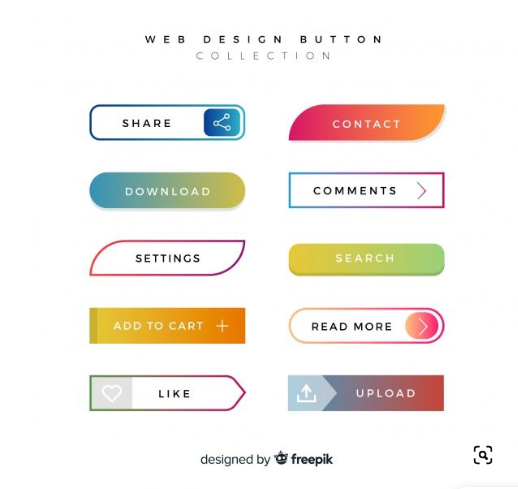 WEB DESIGN BUTTON
COLLECTION
SHARE
CONTACT
DOWNLOAD
COMMENTS
SETTINGS
SEARCH
ADD TO CART
READ MORE
LIKE
UPLOAD
designed by freepik